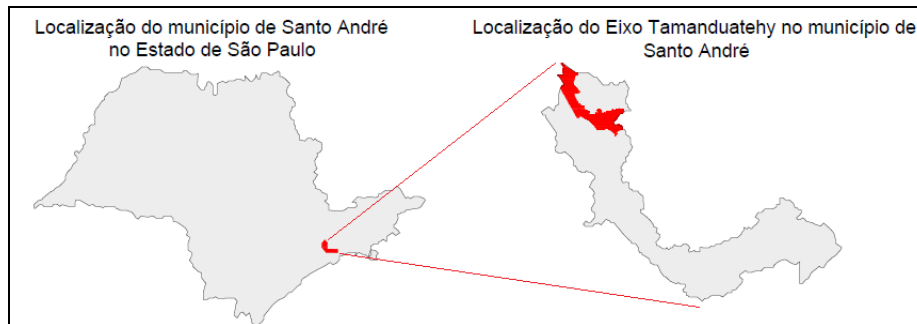 Localização do município de Santo André
no Estado de São Paulo
Localização do Eixo Tamanduatehy no município de
Santo André